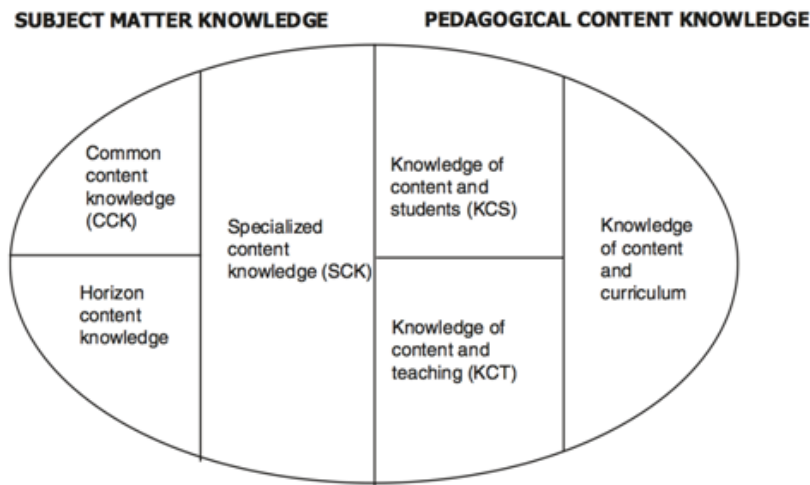 SUBJECT MATTER KNOWLEDGE
PEDAGOGICAL CONTENT KNOWLEDGE
Common
content
knowledge
(CCK)
Horizon
content
knowledge
Specialized
content
knowledge (SCK)
Knowledge of
content and
students (KCS)
Knowledge of
content and
teaching (KCT)
Knowledge
of content
and
curriculum